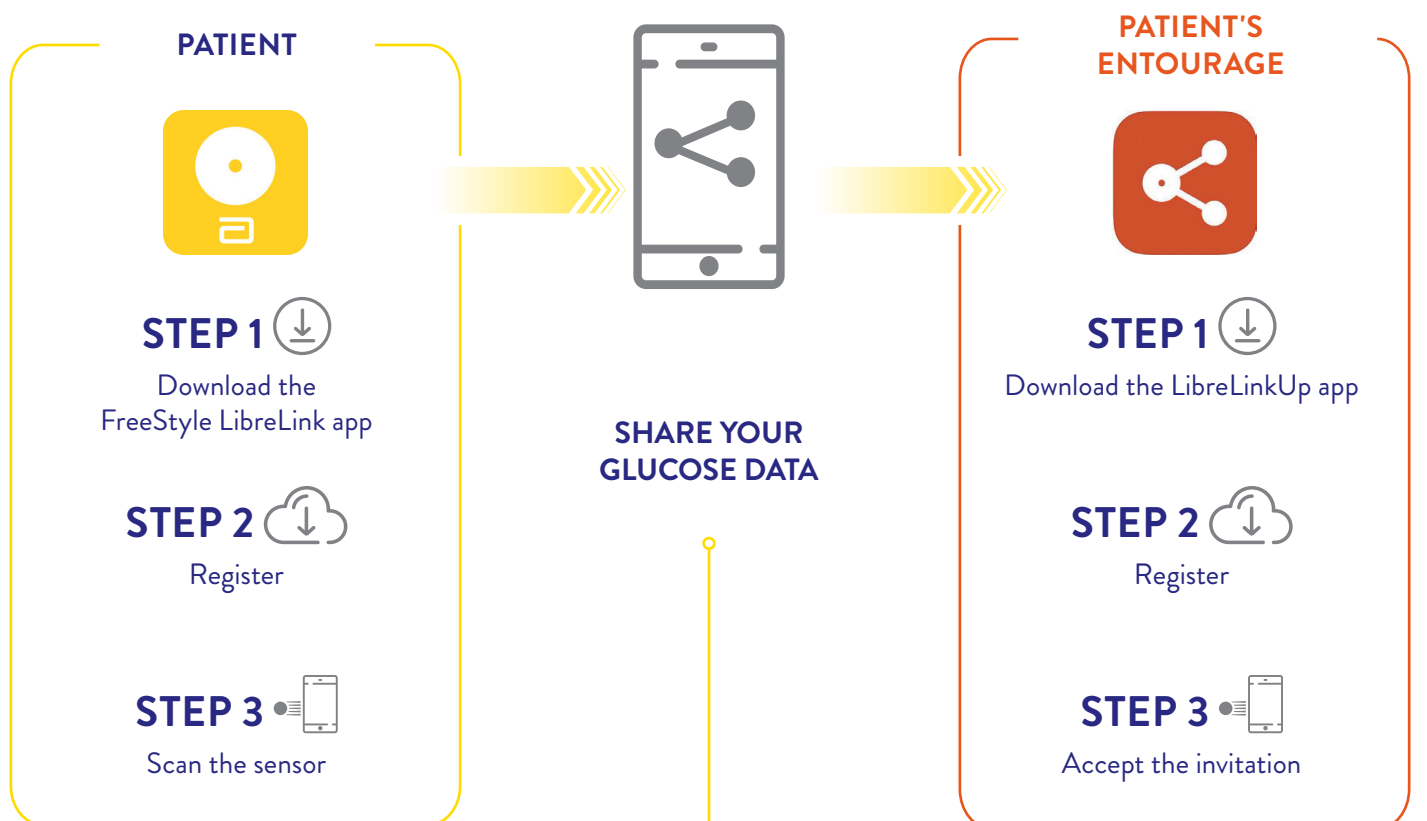 PATIENT
STEP 1
Download the
FreeStyle LibreLink app
STEP 2
Register
STEP 3
Scan the sensor
SHARE YOUR
GLUCOSE DATA
PATIENT'S
ENTOURAGE
STEP 1
Download the LibreLinkUp app
STEP 2
Register
STEP 3
Accept the invitation